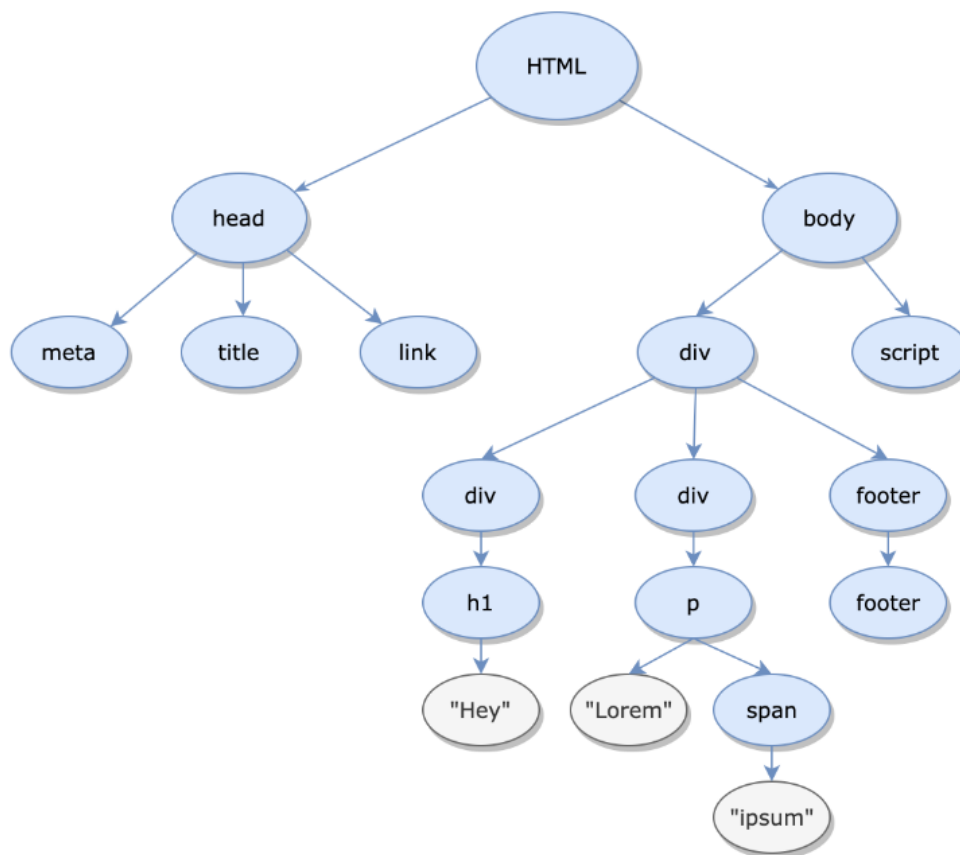 HTML
head
body
meta
title
link
div
script
div
div
footer
h1
p
footer
"Hey"
"Lorem"
span
"ipsum"